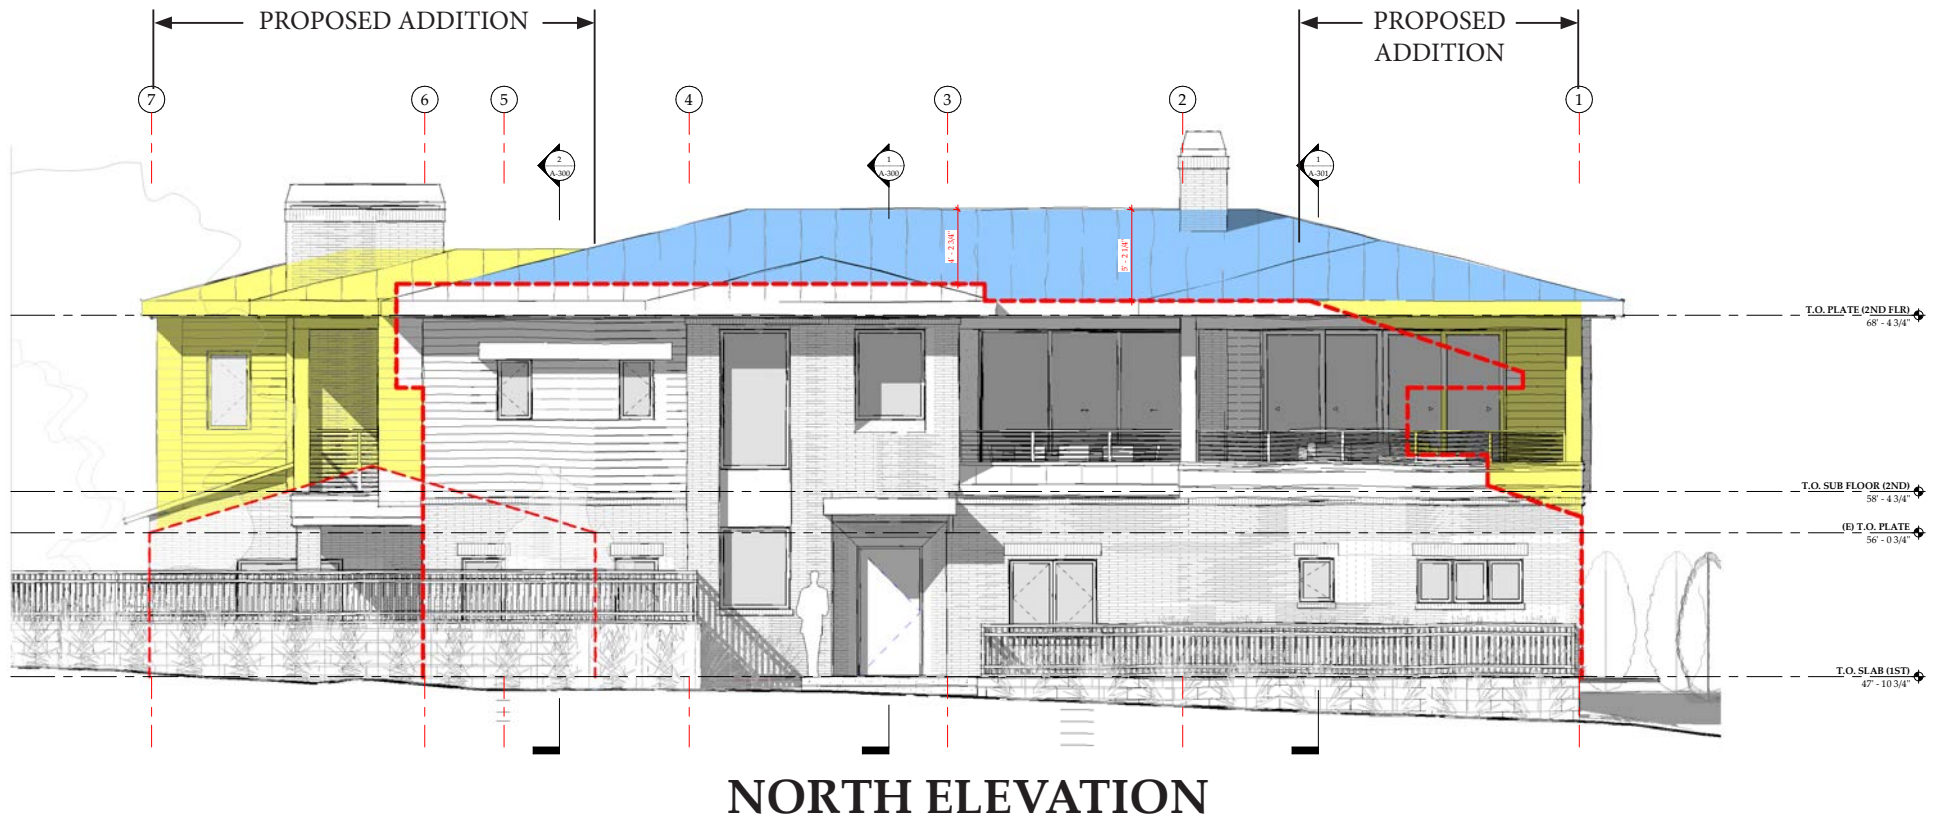 PROPOSED ADDITION
PROPOSED
ADDITION
7
6
5
4
3
2
1
2
A-300
1
A-300
1
A-301
4' - 2 3/4"
5' - 2 1/4"
T.O. PLATE (2ND FLR)
68' - 4 3/4"
T.O. SUB FLOOR (2ND)
58' - 4 3/4"
(E) T.O. PLATE
56' - 0 3/4"
T.O. SLAB (1ST)
47' - 10 3/4"
NORTH ELEVATION